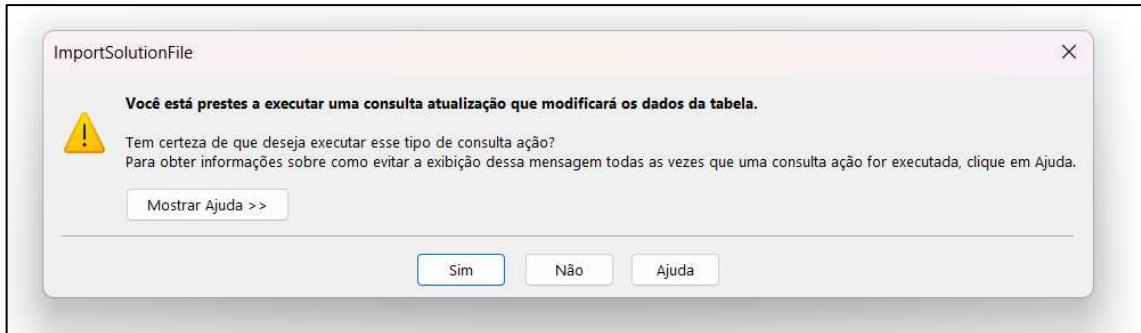 ImportSolutionFile
Você está prestes a executar uma consulta atualização que modificará os dados da tabela.
Tem certeza de que deseja executar esse tipo de consulta ação?
Para obter informações sobre como evitar a exibição dessa mensagem todas as vezes que uma consulta ação for executada, clique em Ajuda.
Mostrar Ajuda >>
Sim Não Ajuda